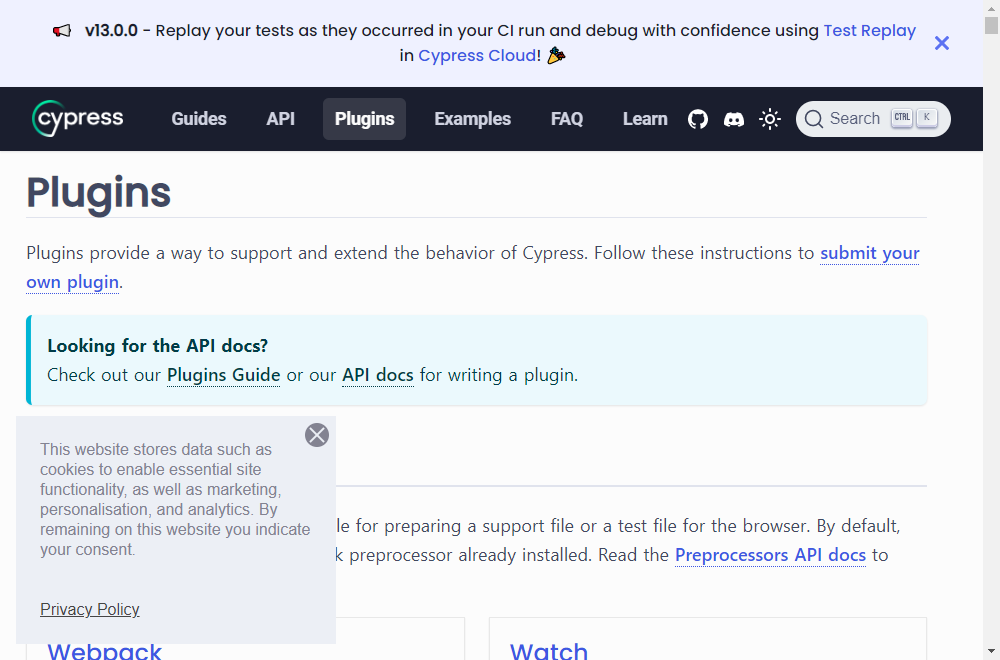 v13.0.0 - Replay your tests as they occurred in your CI run and debug with confidence using Test Replay
in Cypress Cloud!
cypress Guides API Plugins Examples FAQ Learn Search CTRL K
Plugins
Plugins provide a way to support and extend the behavior of Cypress. Follow these instructions to submit your
own plugin.
Looking for the API docs?
Check out our Plugins Guide or our API docs for writing a plugin.
This website stores data such as
cookies to enable essential site
functionality, as well as marketing,
personalisation, and analytics. By
remaining on this website you indicate
your consent.
Privacy Policy
for preparing a support file or a test file for the browser. By default,
preprocessor already installed. Read the Preprocessors API docs to
Webpack
Watch